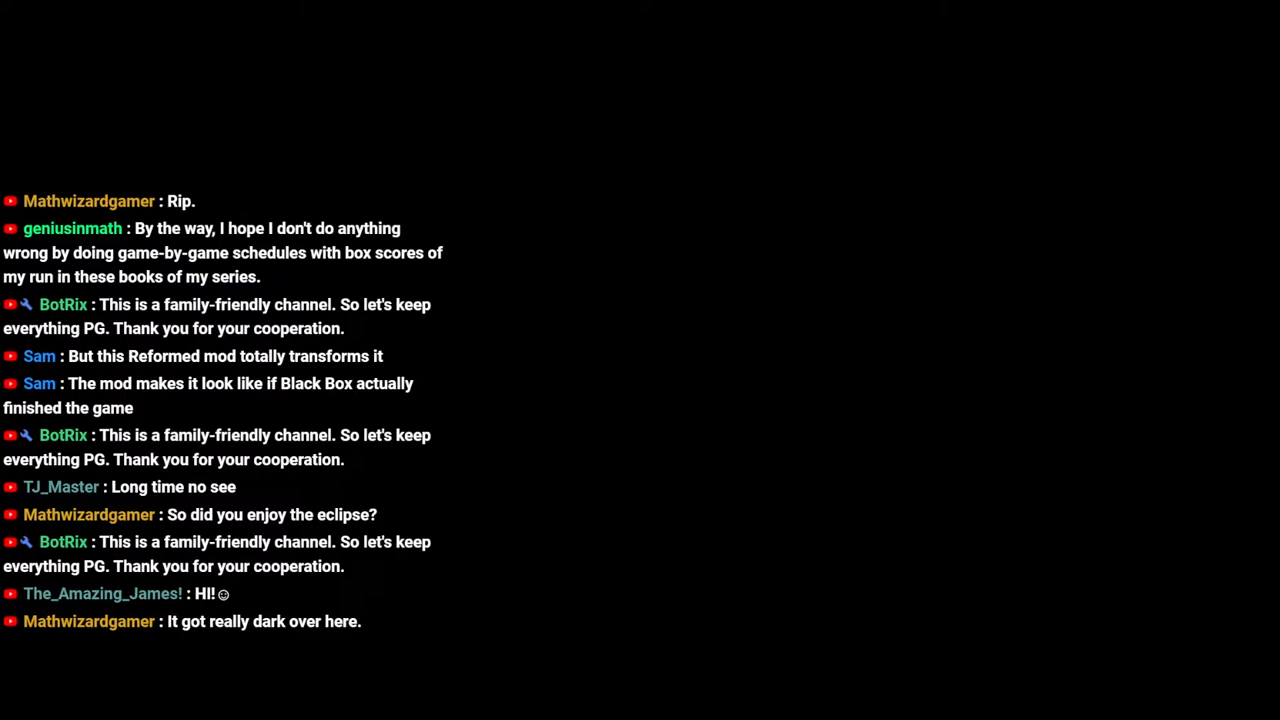 Mathwizardgamer : Rip.
geniusinmath : By the way, I hope I don't do anything
wrong by doing game-by-game schedules with box scores of
my run in these books of my series.
BotRix : This is a family-friendly channel. So let's keep
everything PG. Thank you for your cooperation.
Sam : But this Reformed mod totally transforms it
Sam : The mod makes it look like if Black Box actually
finished the game
BotRix : This is a family-friendly channel. So let's keep
everything PG. Thank you for your cooperation.
TJ_Master : Long time no see
Mathwizardgamer : So did you enjoy the eclipse?
BotRix : This is a family-friendly channel. So let's keep
everything PG. Thank you for your cooperation.
The_Amazing_James! : HI!☺
Mathwizardgamer : It got really dark over here.